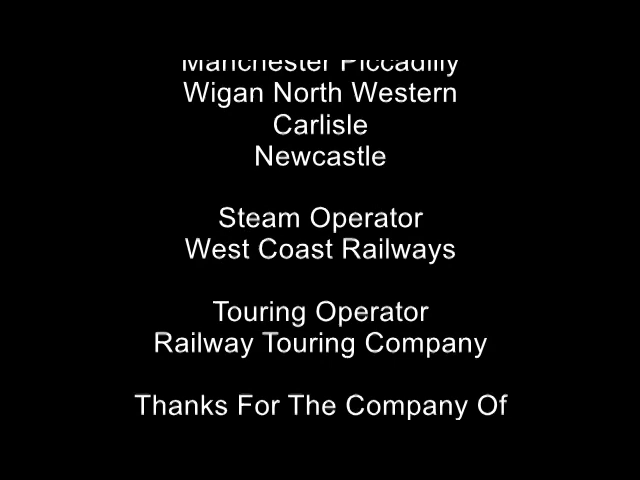 Manchester Piccadilly
Wigan North Western
Carlisle
Newcastle
Steam Operator
West Coast Railways
Touring Operator
Railway Touring Company
Thanks For The Company Of